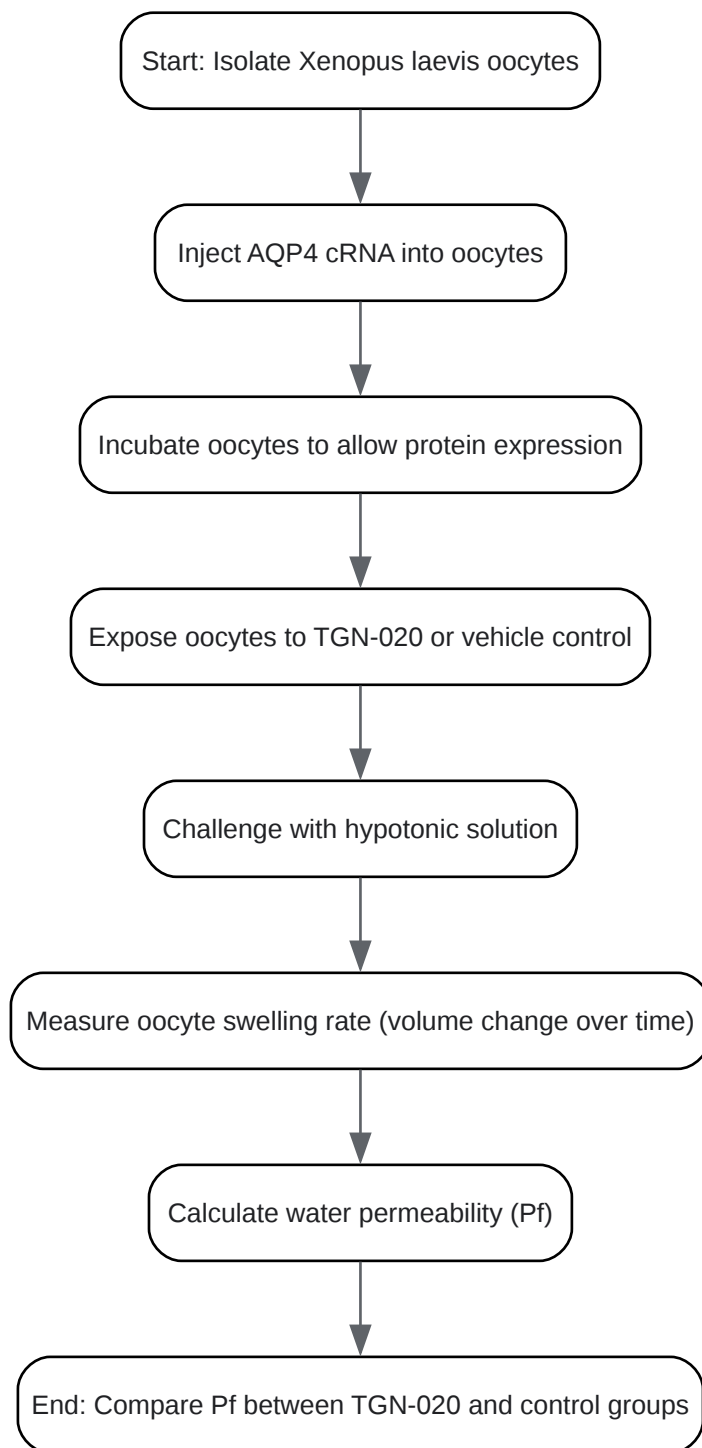 Start: Isolate Xenopus laevis oocytes
Inject AQP4 cRNA into oocytes
Incubate oocytes to allow protein expression
Expose oocytes to TGN-020 or vehicle control
Challenge with hypotonic solution
Measure oocyte swelling rate (volume change over time)
Calculate water permeability (Pf)
End: Compare Pf between TGN-020 and control groups